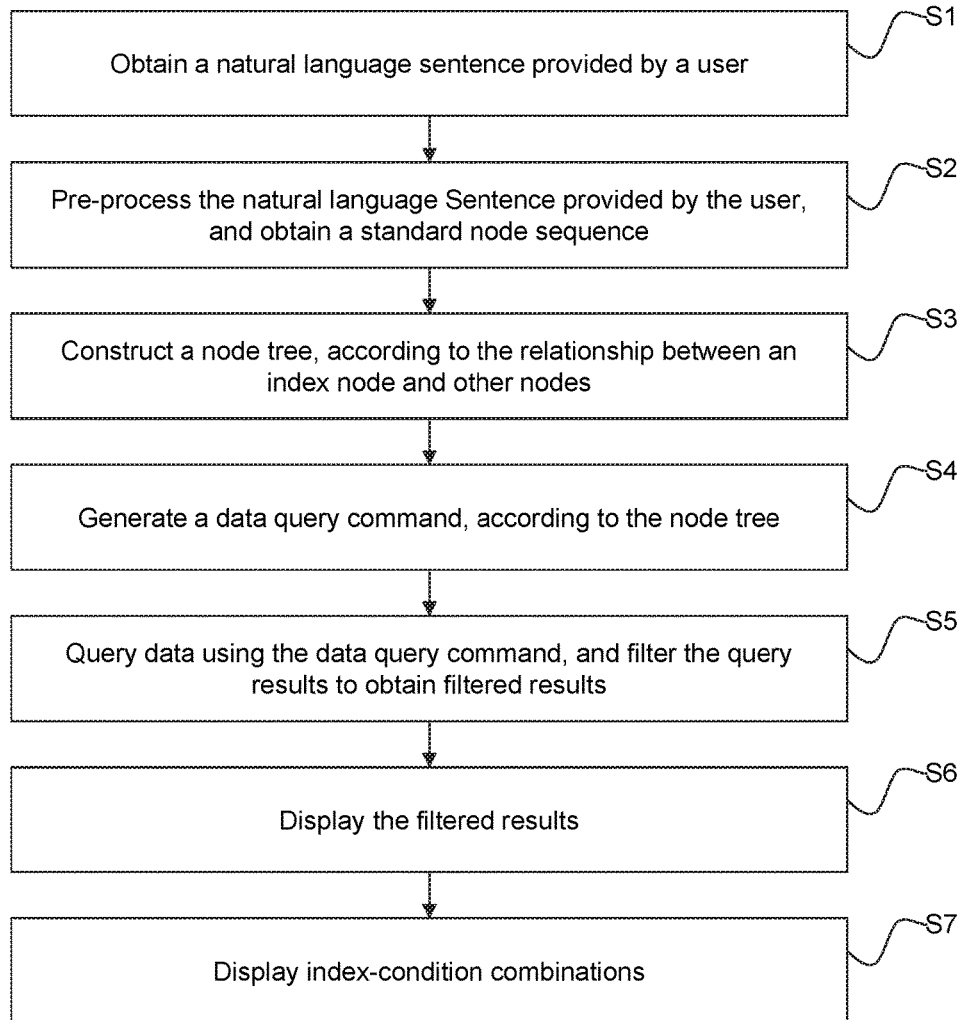 S1
Obtain a natural language sentence provided by a user
S2
Pre-process the natural language Sentence provided by the user,
and obtain a standard node sequence
S3
Construct a node tree, according to the relationship between an
index node and other nodes
S4
Generate a data query command, according to the node tree
S5
Query data using the data query command, and filter the query
results to obtain filtered results
S6
Display the filtered results
S7
Display index-condition combinations